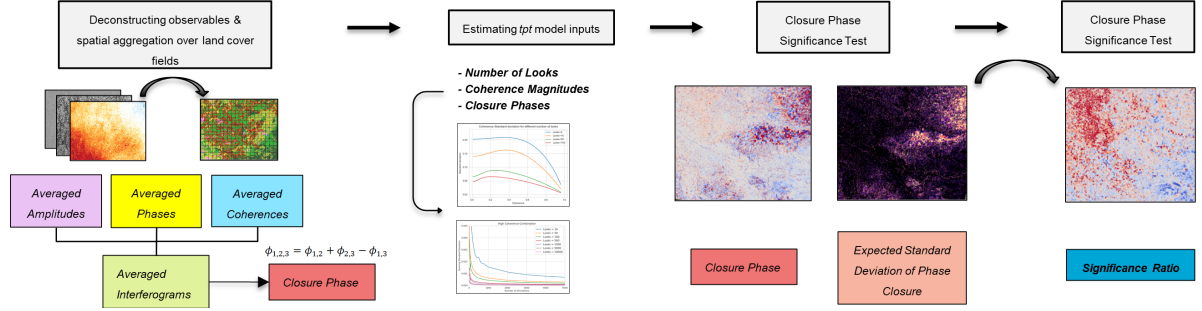 Deconstructing observables &
spatial aggregation over land cover
fields
Estimating tpt model inputs
Closure Phase
Significance Test
Closure Phase
Significance Test
- Number of Looks
- Coherence Magnitudes
- Closure Phases
Averaged
Amplitudes
Averaged
Phases
Averaged
Coherences
ϕ₁,₂,₃ = ϕ₁,₂ + ϕ₂,₃ − ϕ₁,₃
Averaged
Interferograms
Closure Phase
Closure Phase
Expected Standard
Deviation of Phase
Closure
Significance Ratio